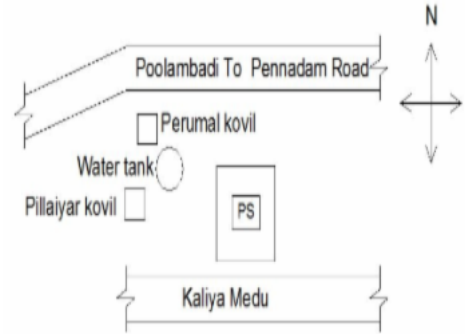 N
Poolambadi To Pennadam Road
Perumal kovil
Water tank
Pillaiyar kovil
PS
Kaliya Medu